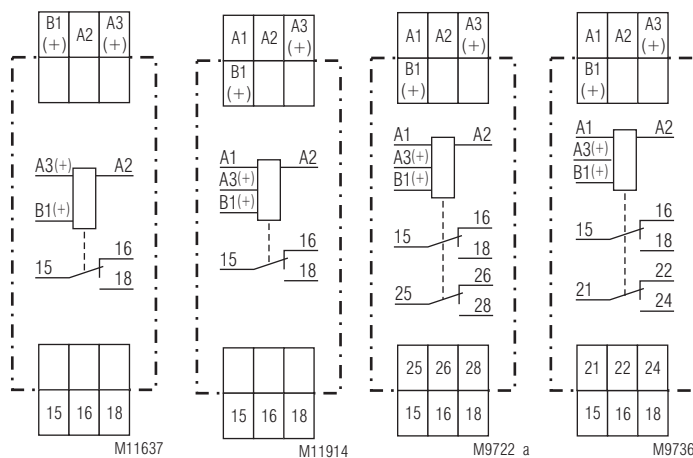 B1 (+) A2 A3 (+)
A3(+) A2
B1(+)
15 16
18
15 16 18
M11637
A1 A2 A3 (+)
B1 (+)
A1 A2
A3(+)
B1(+)
15 16
18
15 16 18
M11914
A1 A2 A3 (+)
B1 (+)
A1 A2
A3(+)
B1(+)
15 16
18
25 26
28
25 26 28
15 16 18
M9722 a
A1 A2 A3 (+)
B1 (+)
A1 A2
A3(+)
B1(+)
15 16
18
21 22
24
21 22 24
15 16 18
M9736